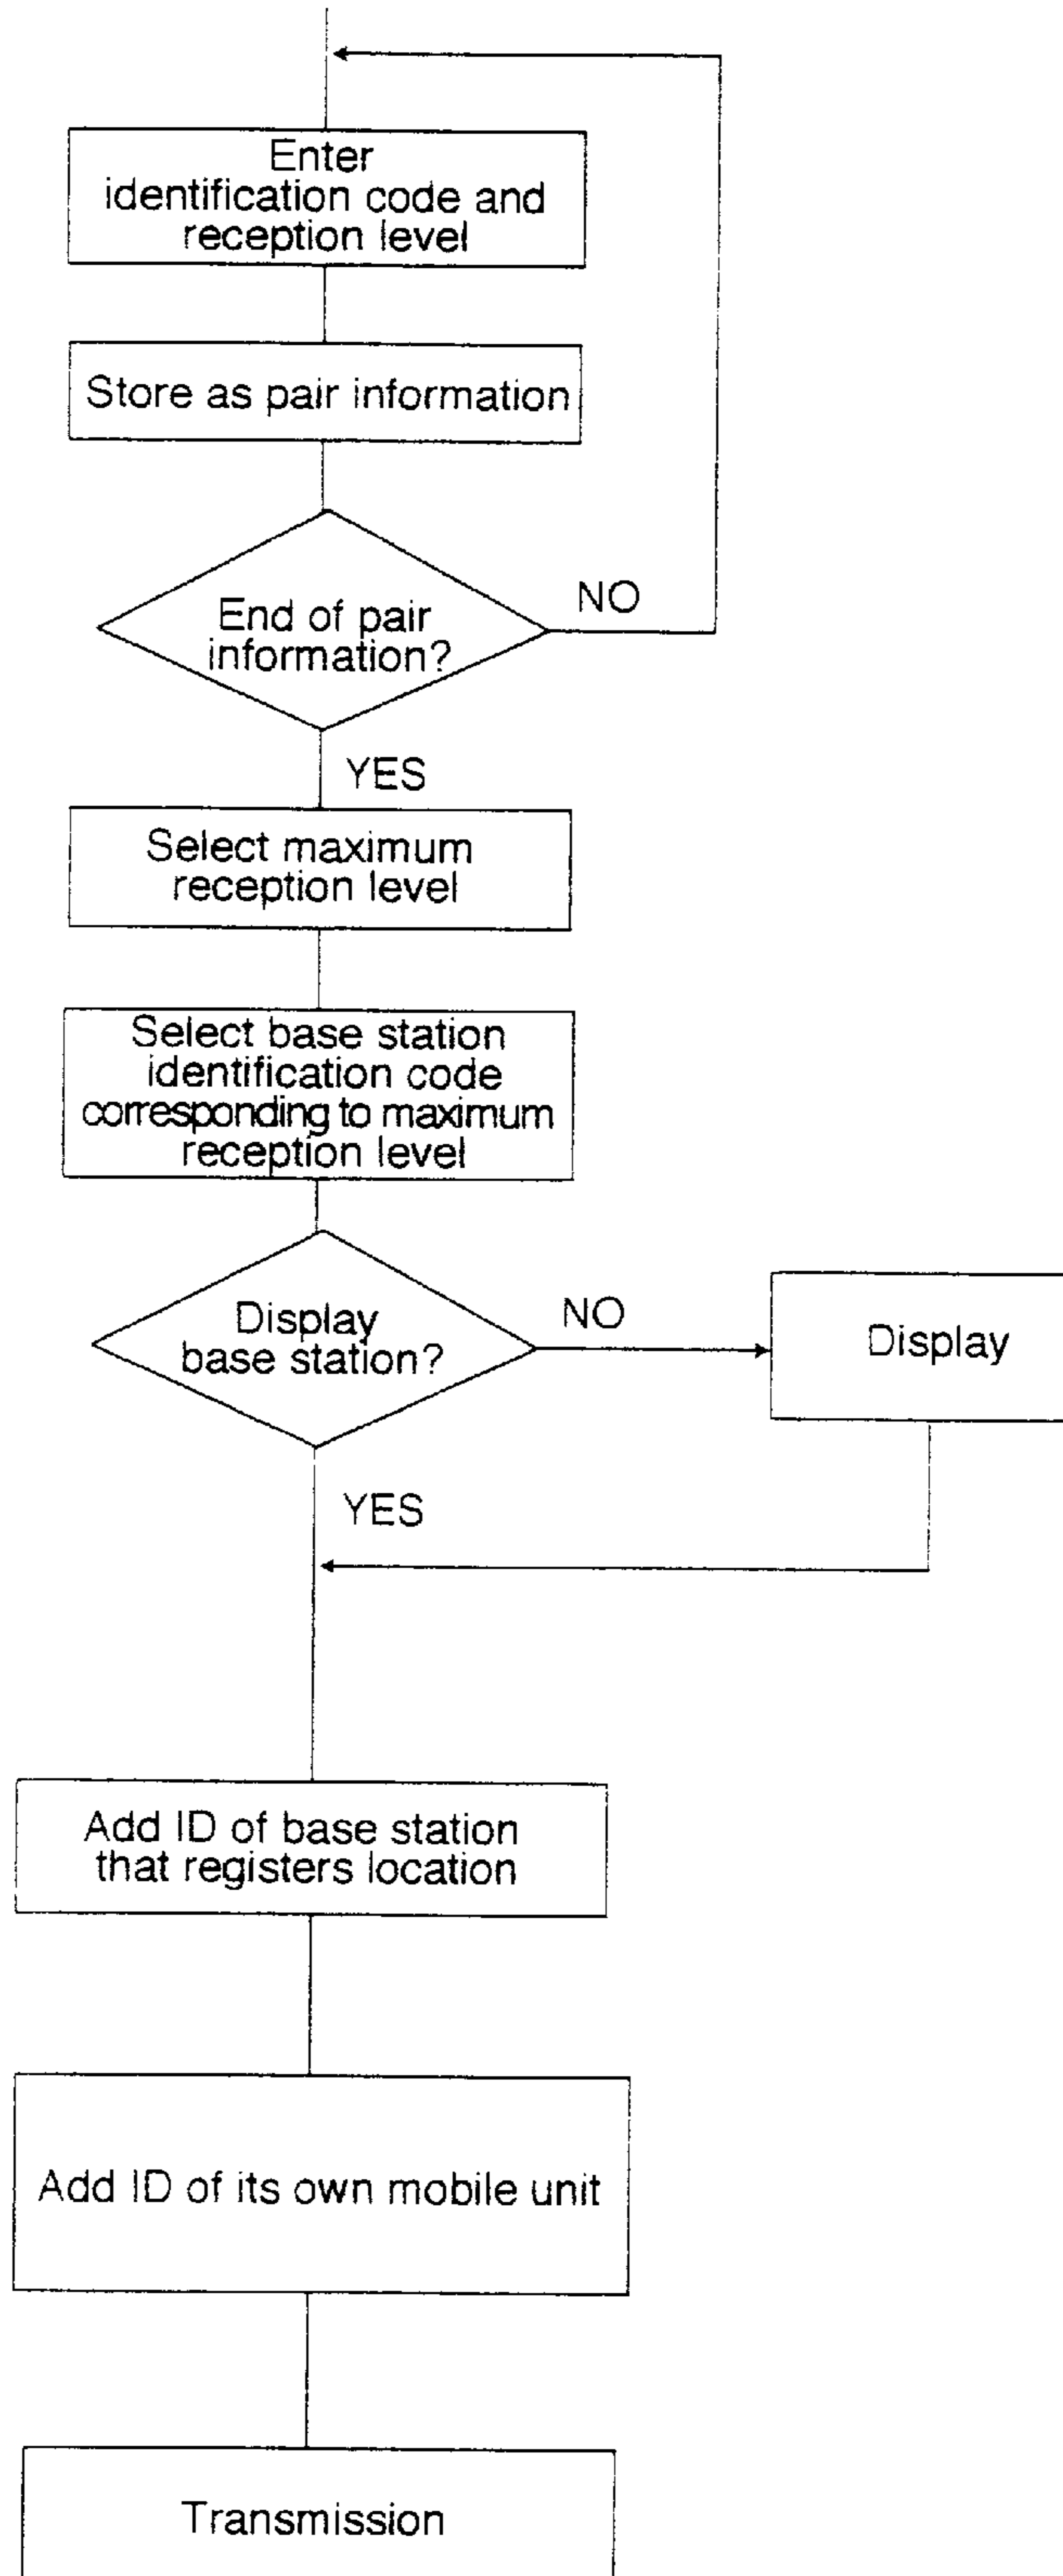 Enter
identification code and
reception level
Store as pair information
End of pair
information?
NO
YES
Select maximum
reception level
Select base station
identification code
corresponding to maximum
reception level
Display
base station?
NO
Display
YES
Add ID of base station
that registers location
Add ID of its own mobile unit
Transmission